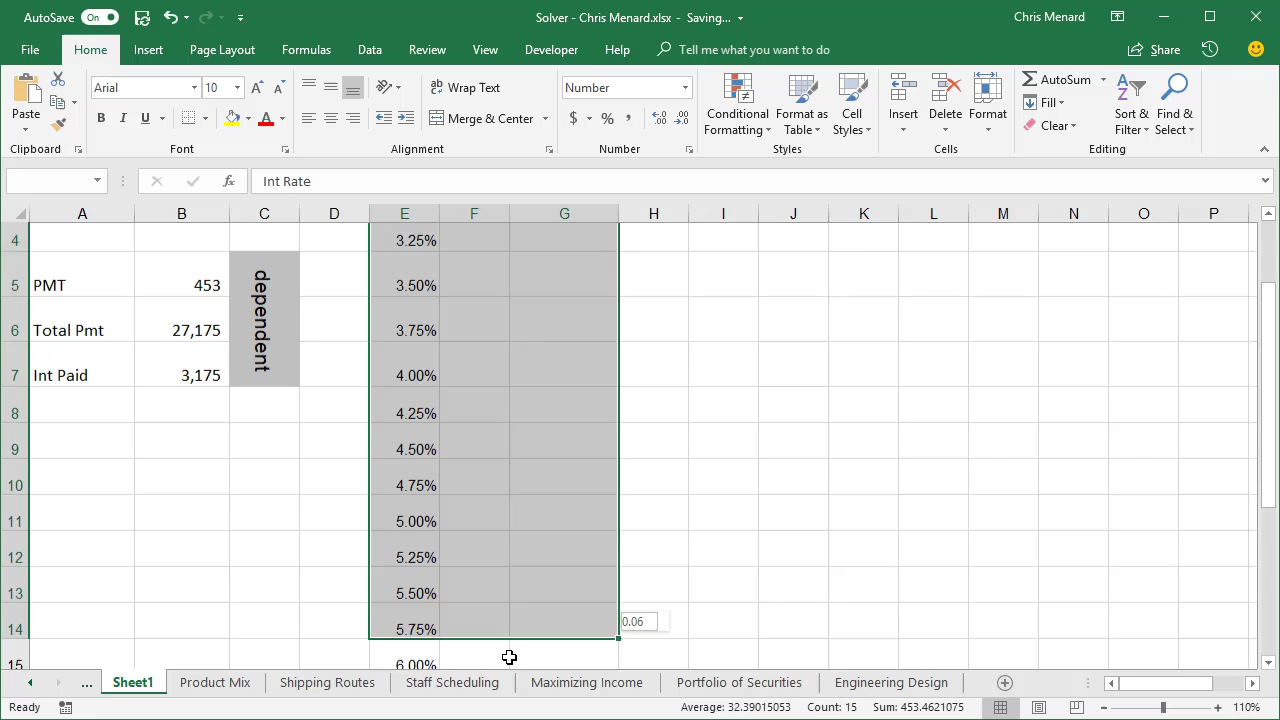 AutoSave On Solver - Chris Menard.xlsx - Saving... Chris Menard
File Home Insert Page Layout Formulas Data Review View Developer Help Tell me what you want to do Share
Paste Arial 10 Wrap Text Number AutoSum
B I U Merge & Center $ % Conditional Formatting Format as Table Cell Styles Insert Delete Format Fill Clear Sort & Filter Find & Select
Clipboard Font Alignment Number Styles Cells Editing
fx Int Rate
A B C D E F G H I J K L M N O P
4 3.25%
5 PMT 453 3.50%
6 Total Pmt 27,175 3.75%
7 Int Paid 3,175 4.00%
dependent
8 4.25%
9 4.50%
10 4.75%
11 5.00%
12 5.25%
13 5.50%
14 5.75% 0.06
15 6.00%
... Sheet1 Product Mix Shipping Routes Staff Scheduling Maximizing Income Portfolio of Securities Engineering Design
Ready Average: 32.39015053 Count: 15 Sum: 453.4621075 110%